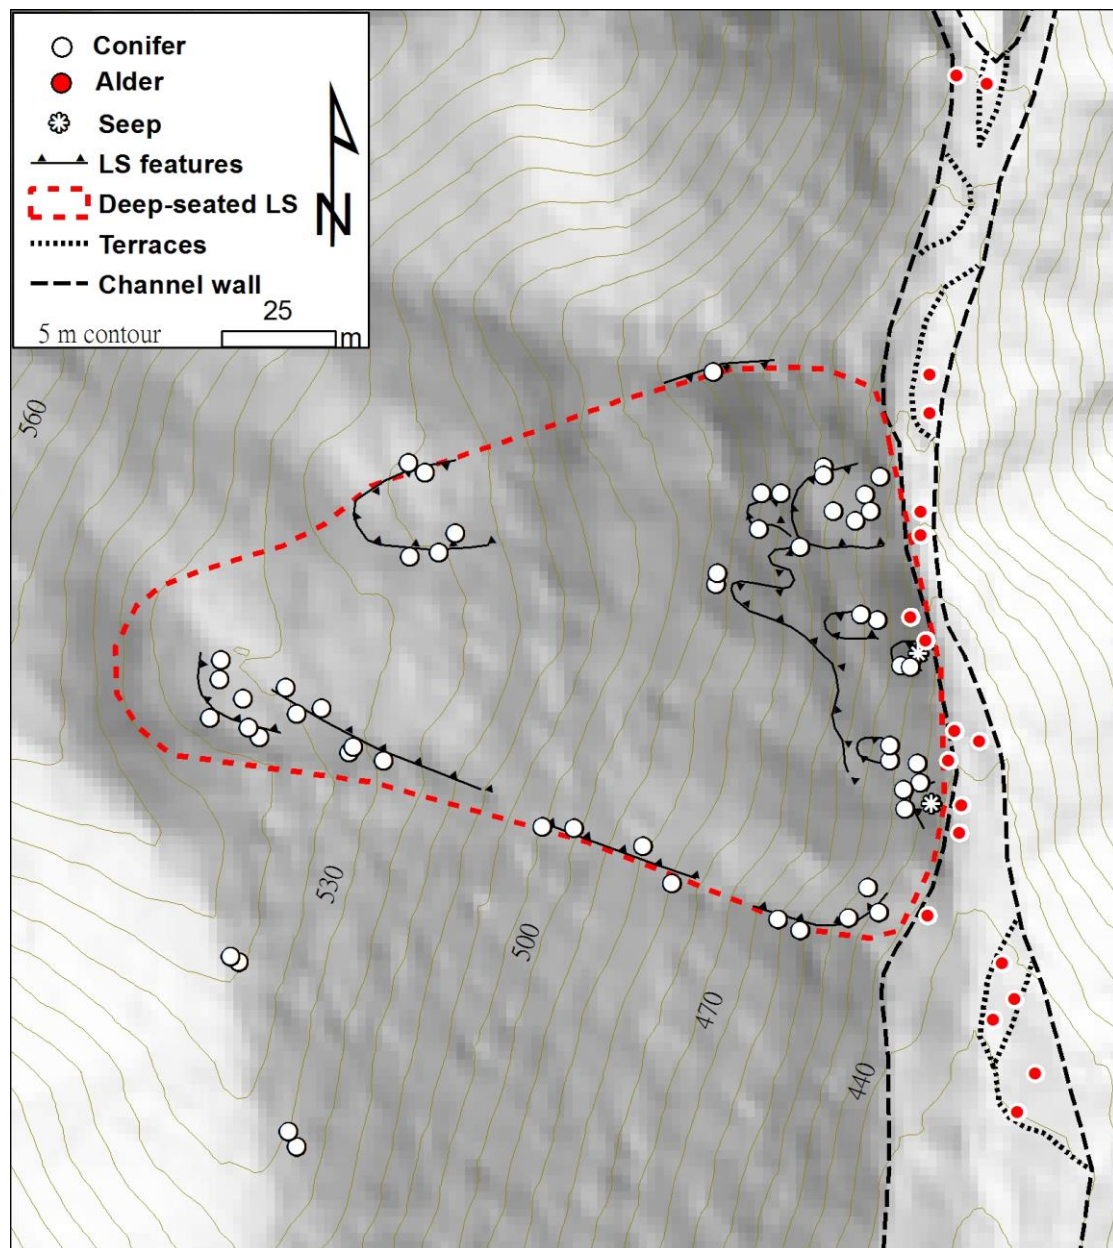 Conifer
Alder
Seep
LS features
Deep-seated LS
Terraces
Channel wall
N
25
5 m contour
m
560
530
500
470
440